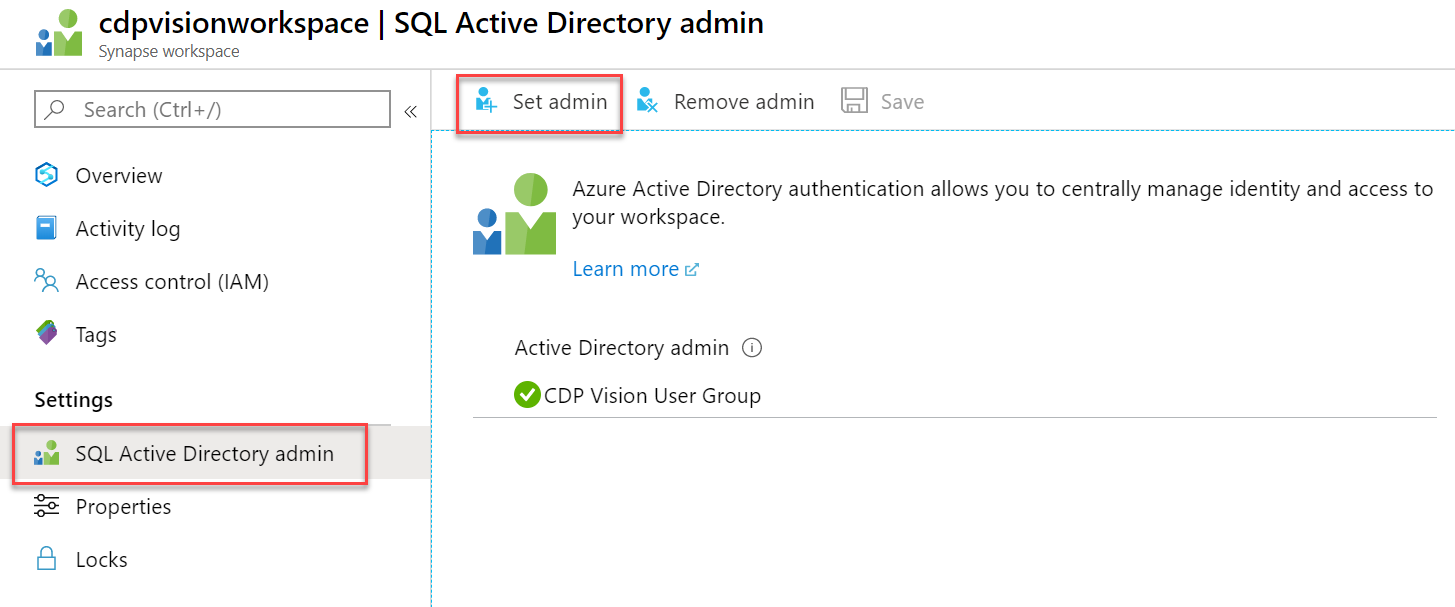 cdpvisionworkspace | SQL Active Directory admin
Synapse workspace
Search (Ctrl+/)
«
Overview
Activity log
Access control (IAM)
Tags
Settings
SQL Active Directory admin
Properties
Locks
Set admin
Remove admin
Save
Azure Active Directory authentication allows you to centrally manage identity and access to
your workspace.
Learn more
Active Directory admin
CDP Vision User Group